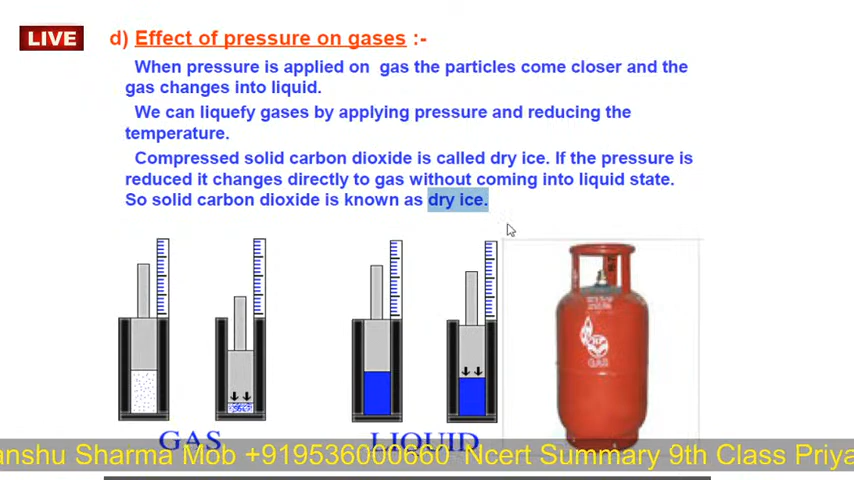 LIVE
d) Effect of pressure on gases :-
When pressure is applied on gas the particles come closer and the
gas changes into liquid.
We can liquefy gases by applying pressure and reducing the
temperature.
Compressed solid carbon dioxide is called dry ice. If the pressure is
reduced it changes directly to gas without coming into liquid state.
So solid carbon dioxide is known as dry ice.
GAS
GAS LIQUID
anshu Sharma Mob +919536000660 Ncert Summary 9th Class Priya